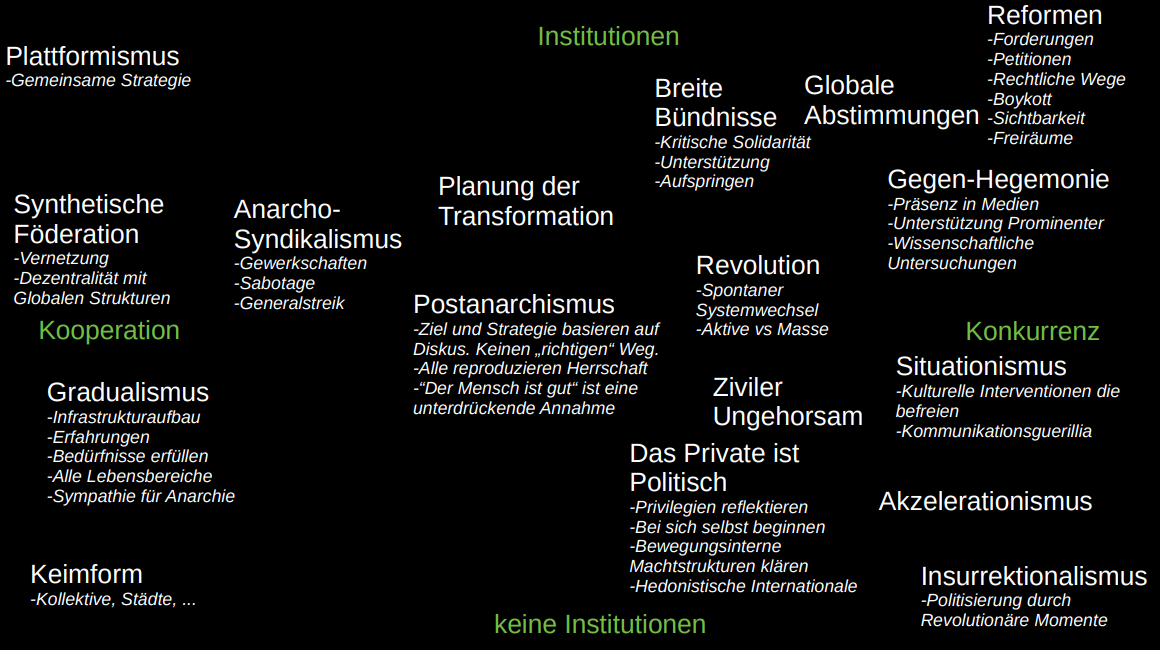 Institutionen
Plattformismus
-Gemeinsame Strategie
Reformen
-Forderungen
-Petitionen
-Rechtliche Wege
-Boykott
-Sichtbarkeit
-Freiräume
Breite
Bündnisse
-Kritische Solidarität
-Unterstützung
-Aufspringen
Globale
Abstimmungen
Planung der
Transformation
Gegen-Hegemonie
-Präsenz in Medien
-Unterstützung Prominenter
-Wissenschaftliche
Untersuchungen
Synthetische
Föderation
-Vernetzung
-Dezentralität mit
Globalen Strukturen
Anarcho-
Syndikalismus
-Gewerkschaften
-Sabotage
-Generalstreik
Revolution
-Spontaner
Systemwechsel
-Aktive vs Masse
Postanarchismus
-Ziel und Strategie basieren auf
Diskus. Keinen „richtigen“ Weg.
-Alle reproduzieren Herrschaft
-“Der Mensch ist gut“ ist eine
unterdrückende Annahme
Kooperation
Konkurrenz
Gradualismus
-Infrastrukturaufbau
-Erfahrungen
-Bedürfnisse erfüllen
-Alle Lebensbereiche
-Sympathie für Anarchie
Ziviler
Ungehorsam
Situationismus
-Kulturelle Interventionen die
befreien
-Kommunikationsguerillia
Das Private ist
Politisch
-Privilegien reflektieren
-Bei sich selbst beginnen
-Bewegungsinterne
Machtstrukturen klären
-Hedonistische Internationale
Akzelerationismus
Keimform
-Kollektive, Städte, ...
Insurrektionalismus
-Politisierung durch
Revolutionäre Momente
keine Institutionen